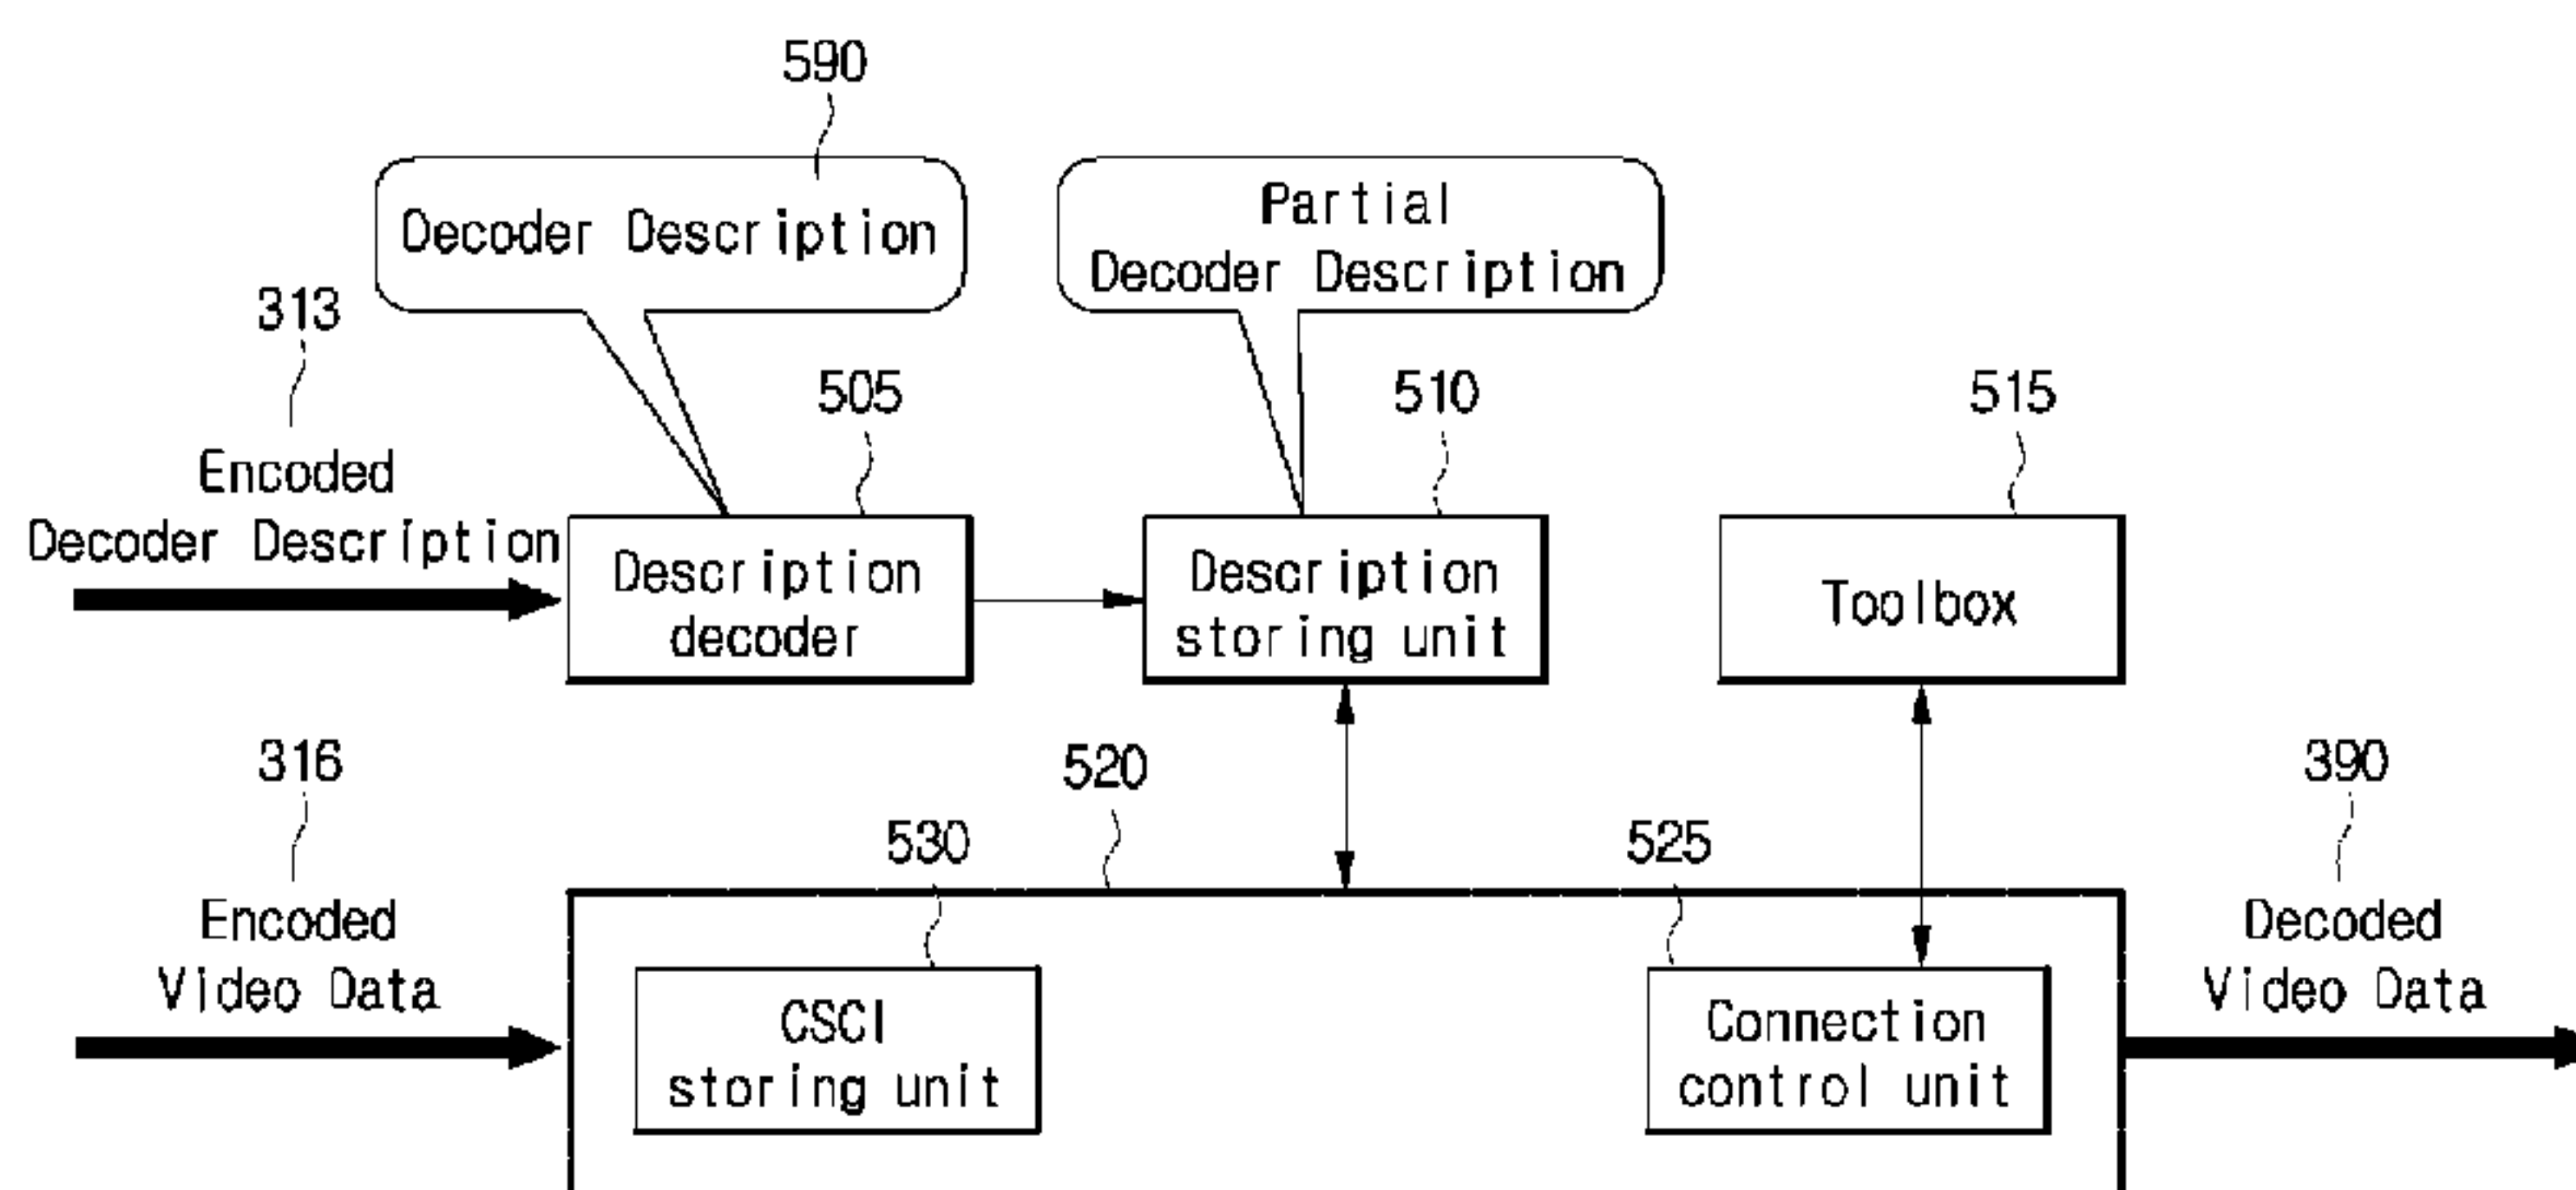 590
Decoder Description
Partial
Decoder Description
313
505
510
515
Encoded
Decoder Description
Description
decoder
Description
storing unit
Toolbox
316
520
390
530
525
Encoded
Video Data
Decoded
Video Data
CSCI
storing unit
Connection
control unit